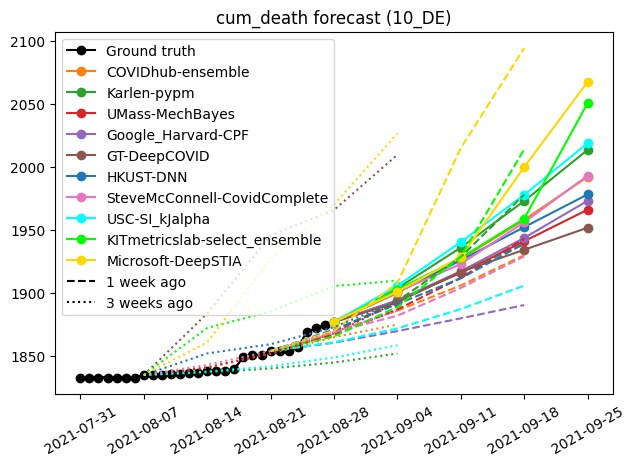 cum_death forecast (10_DE)
2100
2050
2000
1950
1900
1850
Ground truth
COVIDhub-ensemble
Karlen-pypm
UMass-MechBayes
Google_Harvard-CPF
GT-DeepCOVID
HKUST-DNN
SteveMcConnell-CovidComplete
USC-SI_kJalpha
KITmetricslab-select_ensemble
Microsoft-DeepSTIA
1 week ago
3 weeks ago
2021-07-31
2021-08-07
2021-08-14
2021-08-21
2021-08-28
2021-09-04
2021-09-11
2021-09-18
2021-09-25